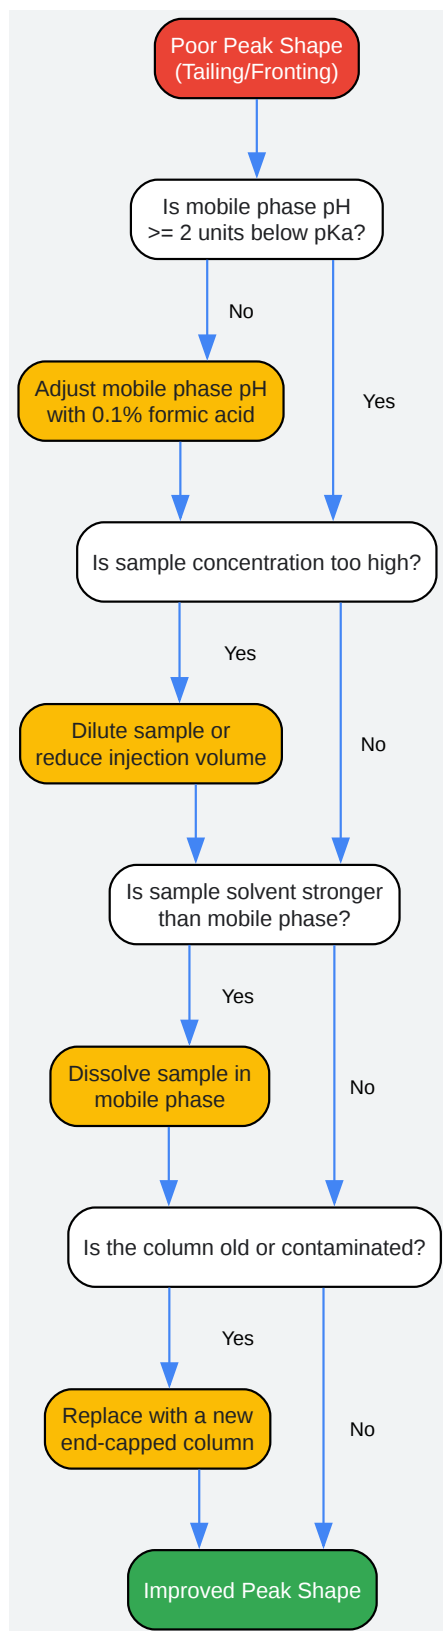 Poor Peak Shape
(Tailing/Fronting)
Is mobile phase pH
>= 2 units below pKa?
No
Adjust mobile phase pH
with 0.1% formic acid
Yes
Is sample concentration too high?
Yes
Dilute sample or
reduce injection volume
No
Is sample solvent stronger
than mobile phase?
Yes
Dissolve sample in
mobile phase
No
Is the column old or contaminated?
Yes
Replace with a new
end-capped column
No
Improved Peak Shape